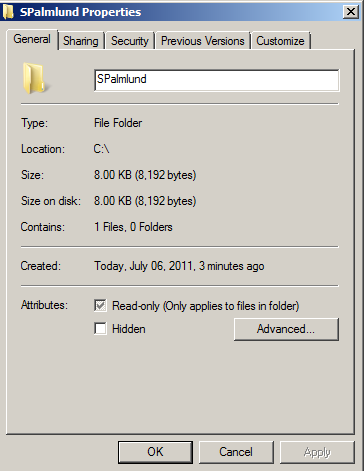 SPalmlund Properties
General Sharing Security Previous Versions Customize
SPalmlund
Type: File Folder
Location: C:\
Size: 8.00 KB (8,192 bytes)
Size on disk: 8.00 KB (8,192 bytes)
Contains: 1 Files, 0 Folders
Created: Today, July 06, 2011, 3 minutes ago
Attributes: Read-only (Only applies to files in folder)
Hidden Advanced...
OK Cancel Apply